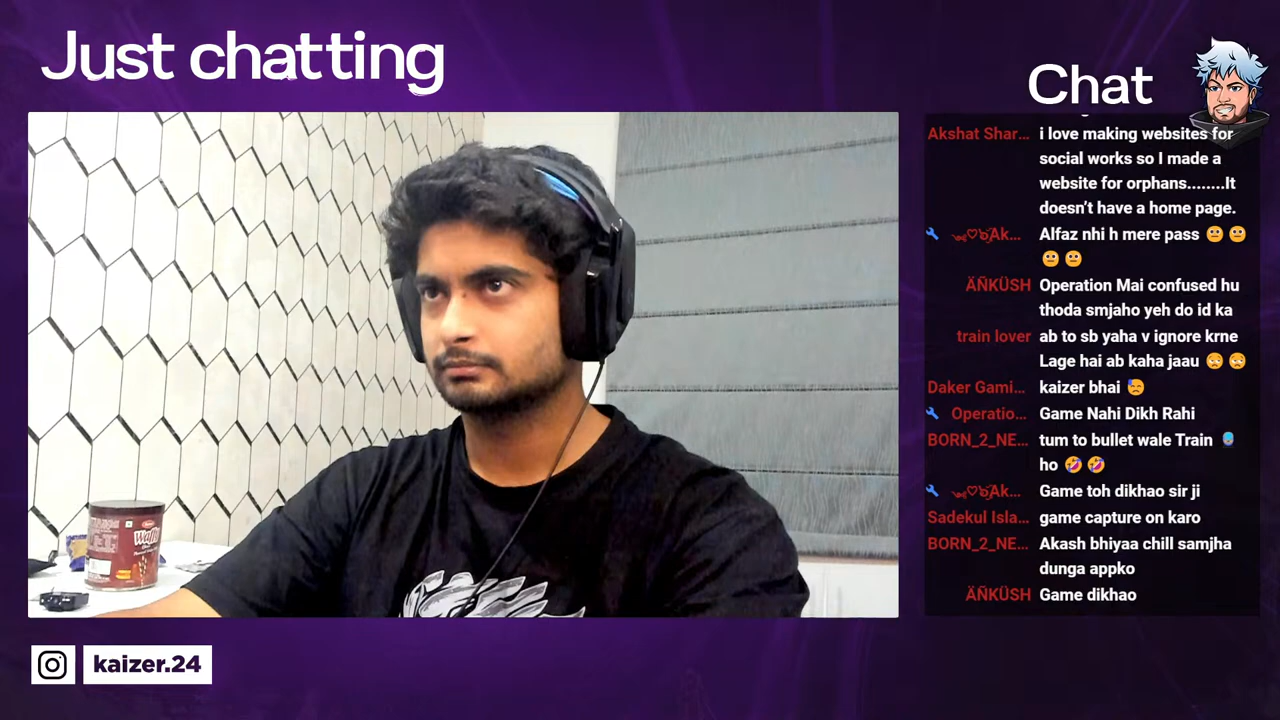 Just chatting
Chat
Akshat Shar... i love making websites for
social works so I made a
website for orphans........It
doesn't have a home page.
Ak... Alfaz nhi h mere pass 😐 😐
😐 😐
ÄÑKÜSH Operation Mai confused hu
thoda smjaho yeh do id ka
train lover ab to sb yaha v ignore krne
Lage hai ab kaha jaau 😒 😒
Daker Gami... kaizer bhai
Operatio... Game Nahi Dikh Rahi
BORN_2_NE... tum to bullet wale Train
ho 🤣 🤣
Ak... Game toh dikhao sir ji
Sadekul Isla... game capture on karo
BORN_2_NE... Akash bhiyaa chill samjha
dunga appko
ÄÑKÜSH Game dikhao
kaizer.24